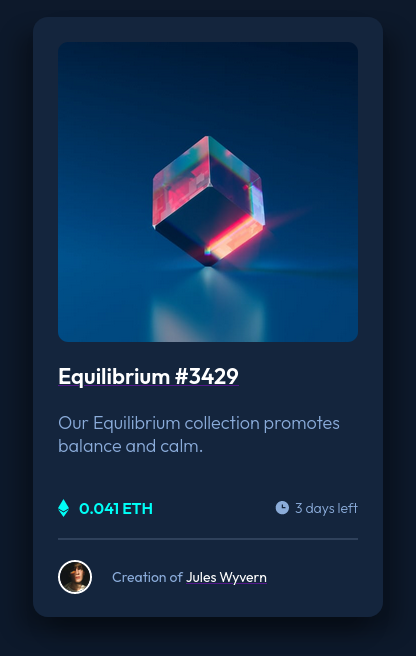 Equilibrium #3429
Our Equilibrium collection promotes
balance and calm.
0.041 ETH
3 days left
Creation of Jules Wyvern